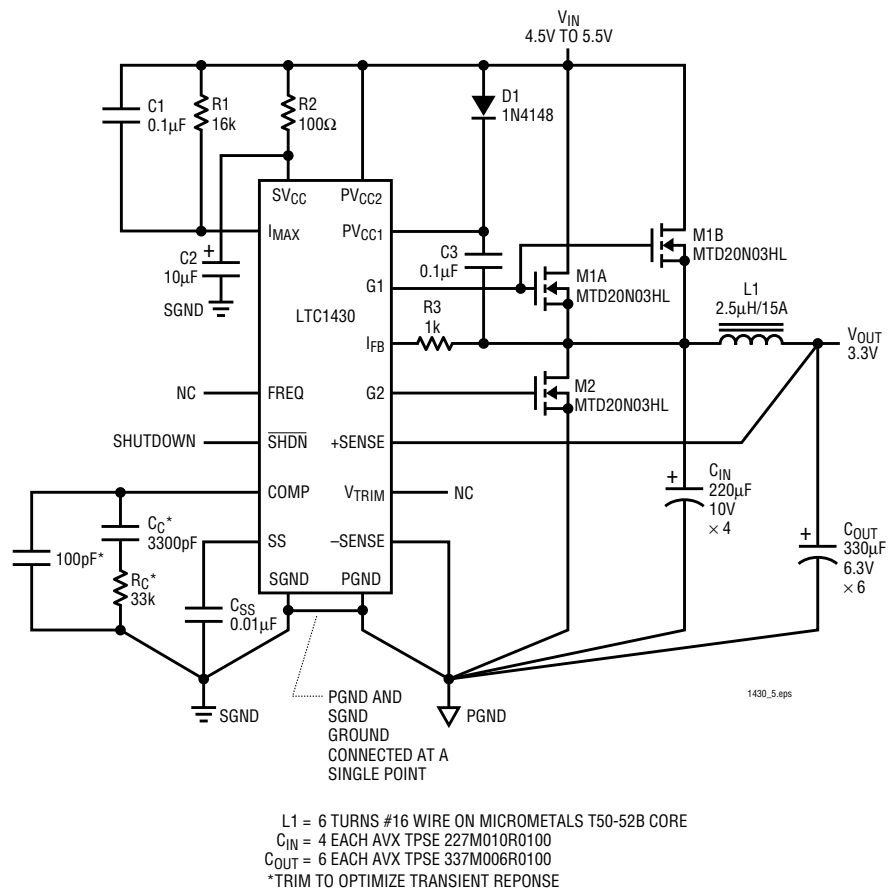 VIN
4.5V TO 5.5V
C1
0.1µF
R1
16k
R2
100Ω
D1
1N4148
SVCC
PVCC2
IMAX
PVCC1
C2
+
10µF
SGND
C3
0.1µF
M1B
MTD20N03HL
G1
M1A
MTD20N03HL
LTC1430
R3
1k
L1
2.5µH/15A
IFB
VOUT
3.3V
NC
FREQ
G2
M2
MTD20N03HL
SHUTDOWN
SHDN
+SENSE
COMP
VTRIM
NC
+
CIN
220µF
10V
× 4
CC*
3300pF
100pF*
SS
–SENSE
+
COUT
330µF
6.3V
× 6
RC*
33k
SGND
PGND
CSS
0.01µF
SGND
PGND AND
SGND
GROUND
CONNECTED AT A
SINGLE POINT
PGND
1430_5.eps
L1 = 6 TURNS #16 WIRE ON MICROMETALS T50-52B CORE
CIN = 4 EACH AVX TPSE 227M010R0100
COUT = 6 EACH AVX TPSE 337M006R0100
*TRIM TO OPTIMIZE TRANSIENT REPONSE